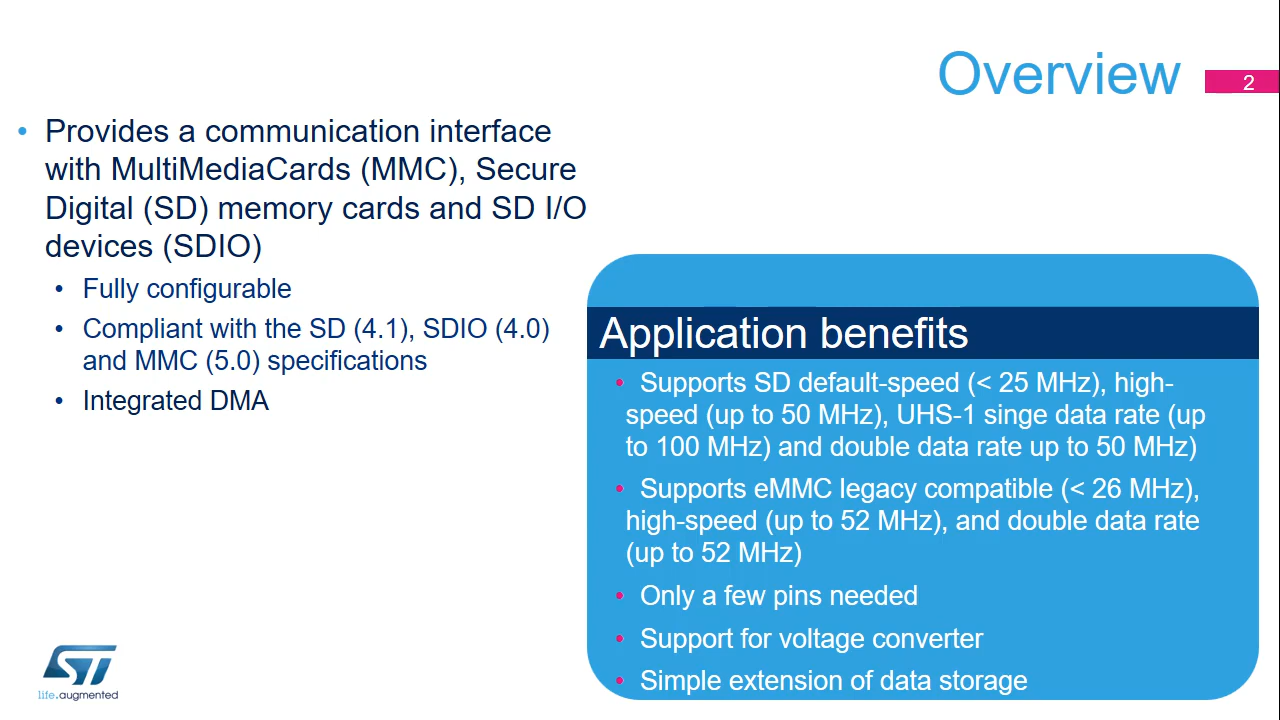 Overview
2
• Provides a communication interface
with MultiMediaCards (MMC), Secure
Digital (SD) memory cards and SD I/O
devices (SDIO)
• Fully configurable
• Compliant with the SD (4.1), SDIO (4.0)
and MMC (5.0) specifications
• Integrated DMA
Application benefits
• Supports SD default-speed (< 25 MHz), high-
speed (up to 50 MHz), UHS-1 singe data rate (up
to 100 MHz) and double data rate up to 50 MHz)
• Supports eMMC legacy compatible (< 26 MHz),
high-speed (up to 52 MHz), and double data rate
(up to 52 MHz)
• Only a few pins needed
• Support for voltage converter
• Simple extension of data storage
ST
life.augmented